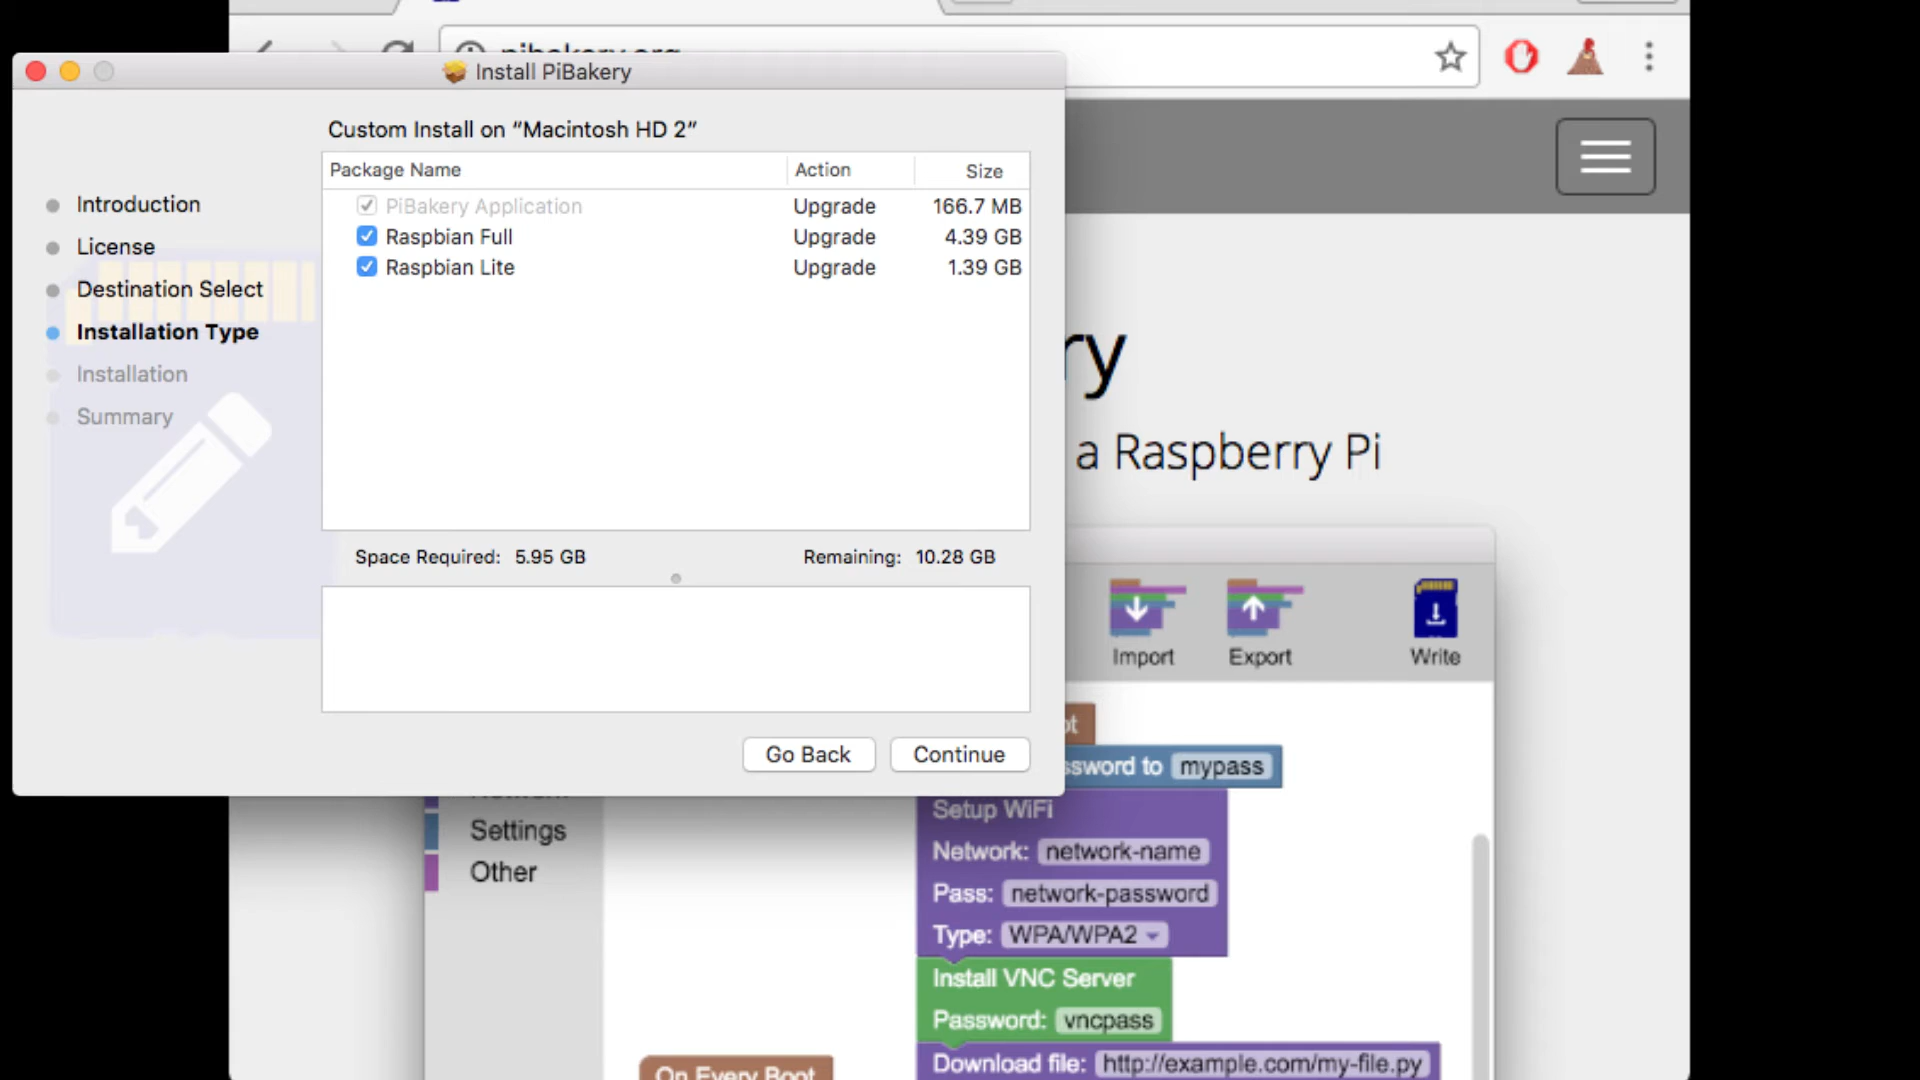 Install PiBakery
Custom Install on “Macintosh HD 2”
Package Name Action Size
PiBakery Application Upgrade 166.7 MB
Raspbian Full Upgrade 4.39 GB
Raspbian Lite Upgrade 1.39 GB
Introduction
License
Destination Select
Installation Type
Installation
Summary
Space Required: 5.95 GB Remaining: 10.28 GB
Go Back Continue
pibakery.org
ry
a Raspberry Pi
Import Export Write
ot
ssword to mypass
Setup WiFi
Network: network-name
Pass: network-password
Type: WPA/WPA2
Install VNC Server
Password: vncpass
Download file: http://example.com/my-file.py
Settings
Other
On Every Boot